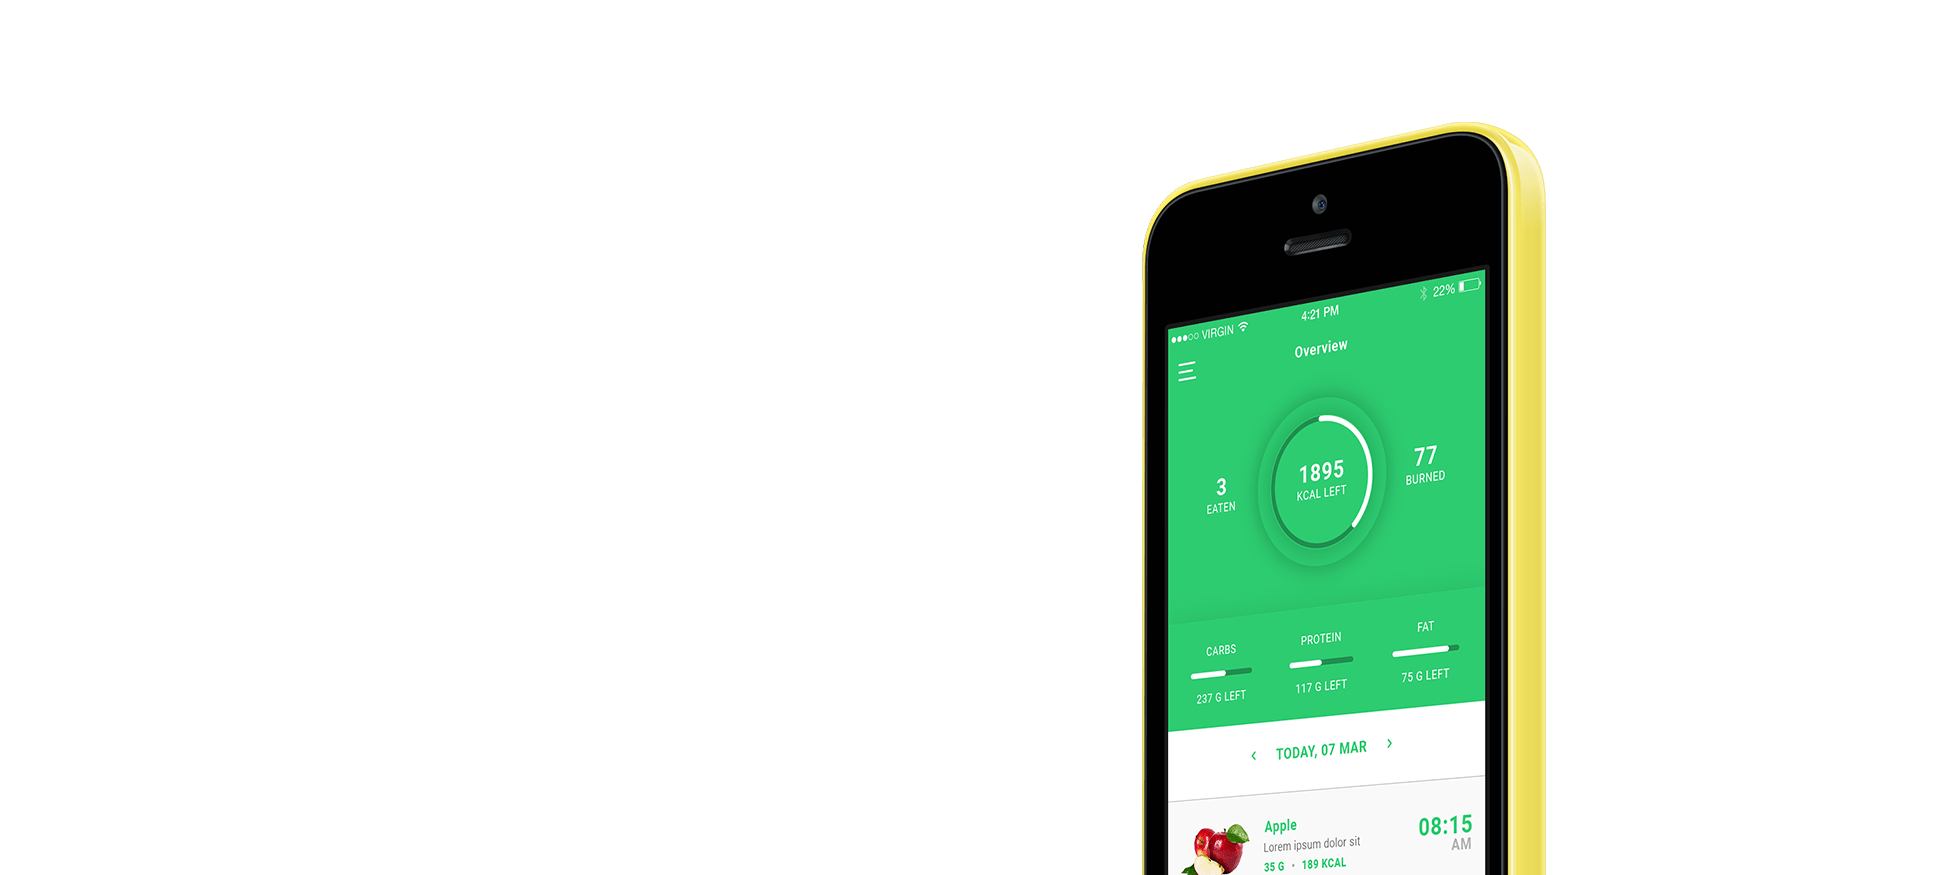 VIRGIN
4:21 PM
22%
Overview
3
EATEN
1895
KCAL LEFT
77
BURNED
CARBS
237 G LEFT
PROTEIN
117 G LEFT
FAT
75 G LEFT
‹ TODAY, 07 MAR ›
Apple
Lorem ipsum dolor sit
35 G • 189 KCAL
08:15
AM